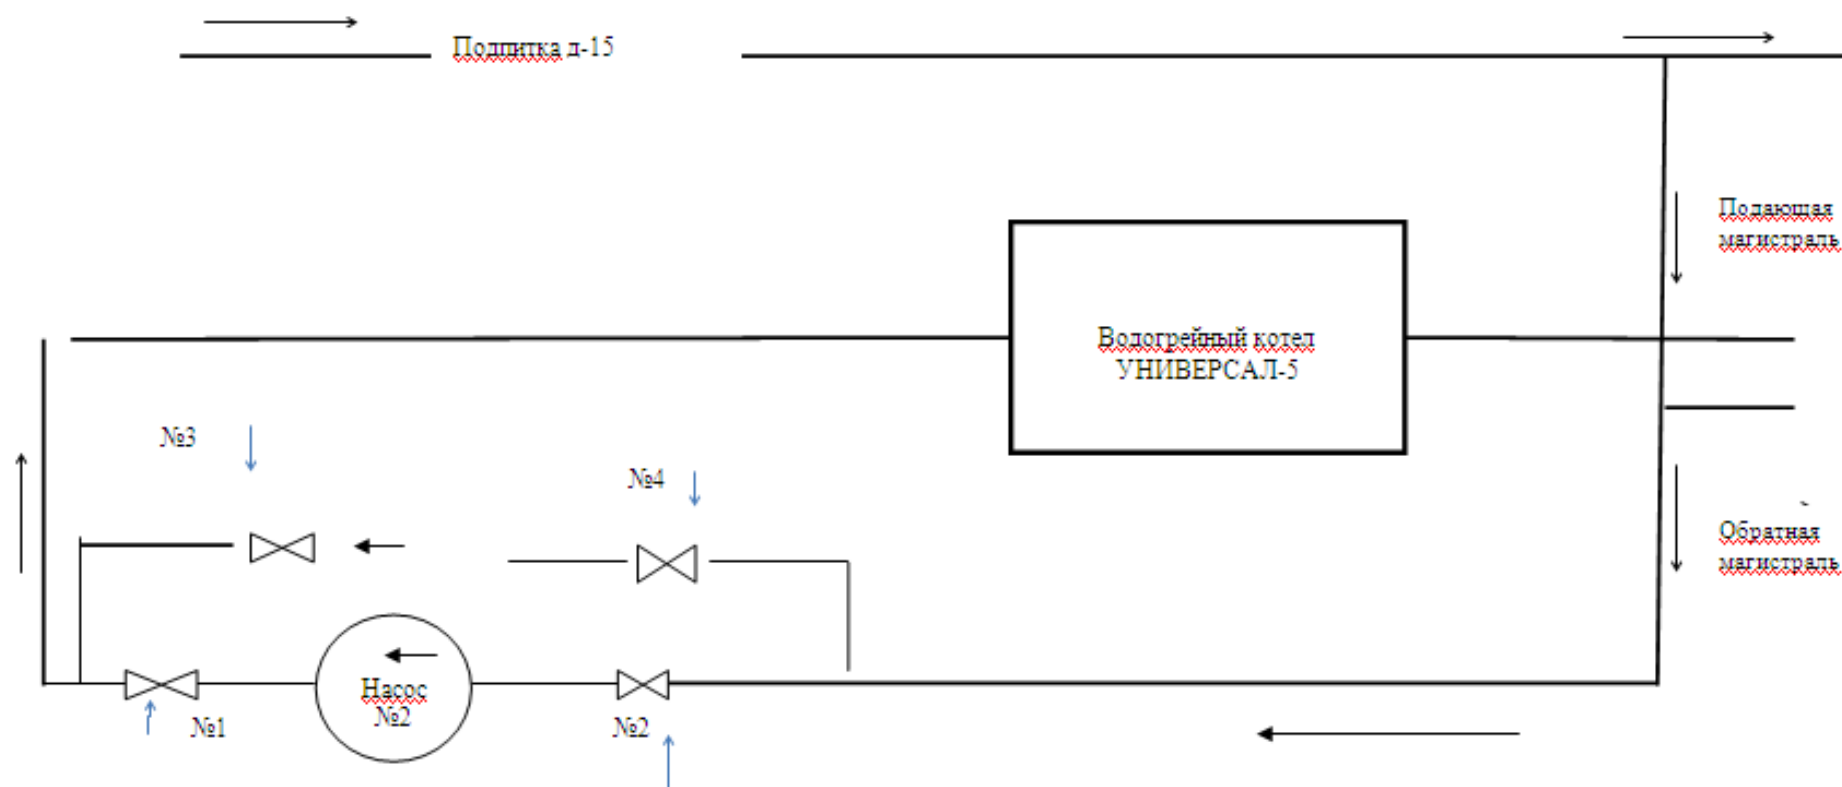 Подпитка д-15
Подающая
магистраль
Водогрейный котел
УНИВЕРСАЛ-5
№3
№4
Обратная
магистраль
Насос
№2
№1
№2